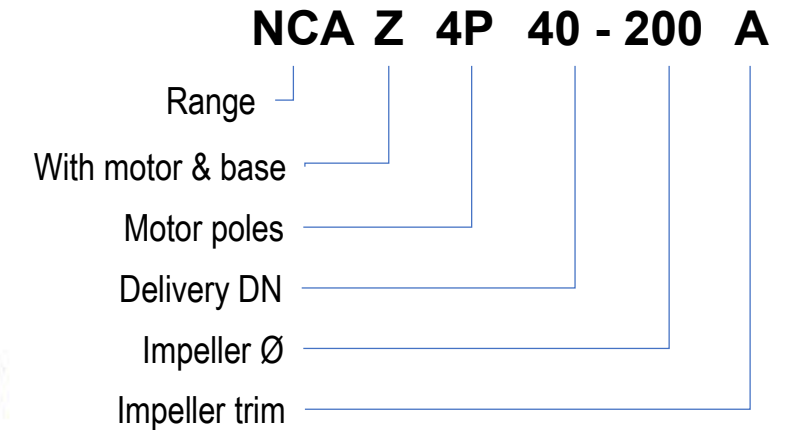 NCA Z 4P 40 - 200 A
Range
With motor & base
Motor poles
Delivery DN
Impeller Ø
Impeller trim